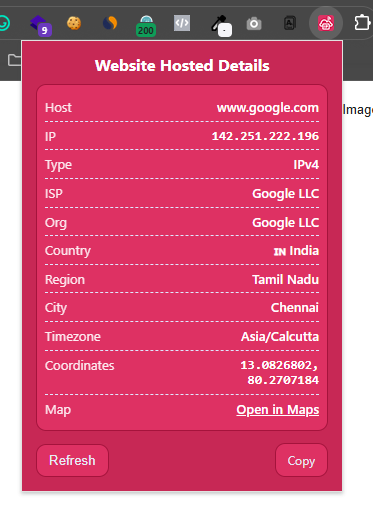 9
200
-
Website Hosted Details
Image
Host www.google.com
IP 142.251.222.196
Type IPv4
ISP Google LLC
Org Google LLC
Country ɪɴ India
Region Tamil Nadu
City Chennai
Timezone Asia/Calcutta
Coordinates 13.0826802,
80.2707184
Map Open in Maps
Refresh Copy